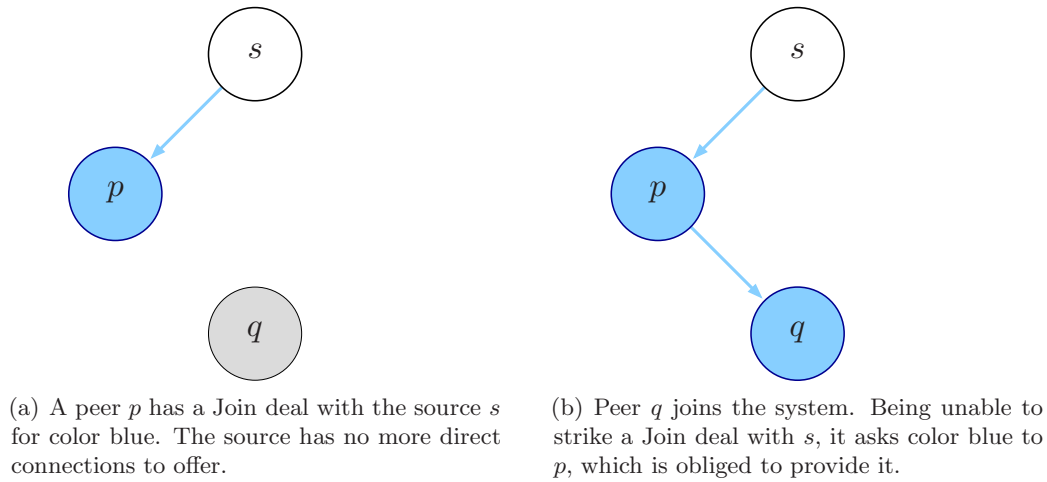 s
p
q
(a) A peer p has a Join deal with the source s
for color blue. The source has no more direct
connections to offer.
s
p
q
(b) Peer q joins the system. Being unable to
strike a Join deal with s, it asks color blue to
p, which is obliged to provide it.